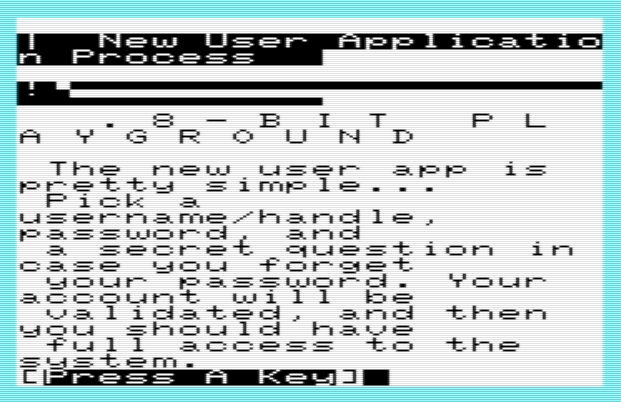 |  New User Applicatio
n Process
!
. 8 - B I T  P L
A Y G R O U N D
The new user app is
pretty simple...
Pick a
username/handle,
password, and
a secret question in
case you forget
your password. Your
account will be
validated, and then
you should have
full access to the
system.
[Press A Key]